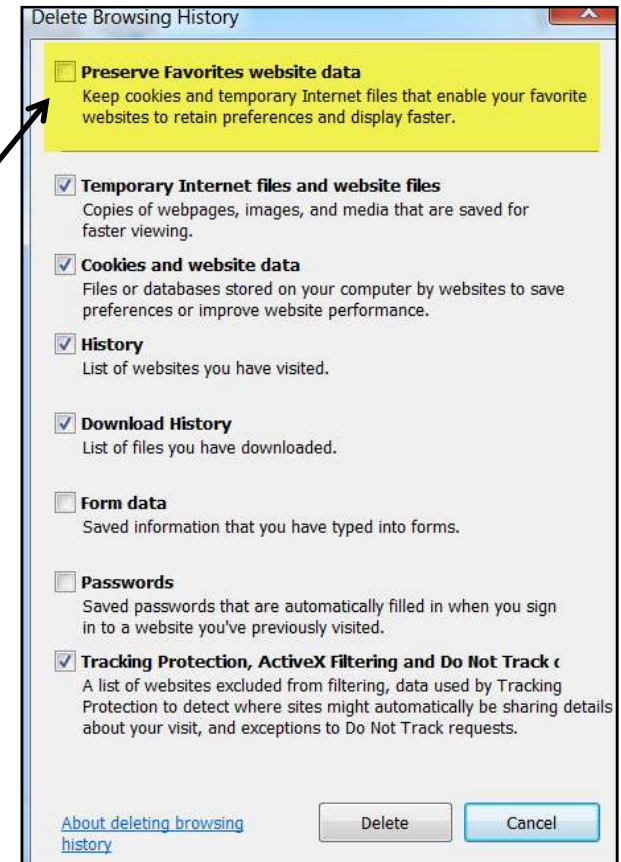 Delete Browsing History
Preserve Favorites website data
Keep cookies and temporary Internet files that enable your favorite
websites to retain preferences and display faster.
Temporary Internet files and website files
Copies of webpages, images, and media that are saved for
faster viewing.
Cookies and website data
Files or databases stored on your computer by websites to save
preferences or improve website performance.
History
List of websites you have visited.
Download History
List of files you have downloaded.
Form data
Saved information that you have typed into forms.
Passwords
Saved passwords that are automatically filled in when you sign
in to a website you've previously visited.
Tracking Protection, ActiveX Filtering and Do Not Track
A list of websites excluded from filtering, data used by Tracking
Protection to detect where sites might automatically be sharing details
about your visit, and exceptions to Do Not Track requests.
About deleting browsing
history
Delete
Cancel